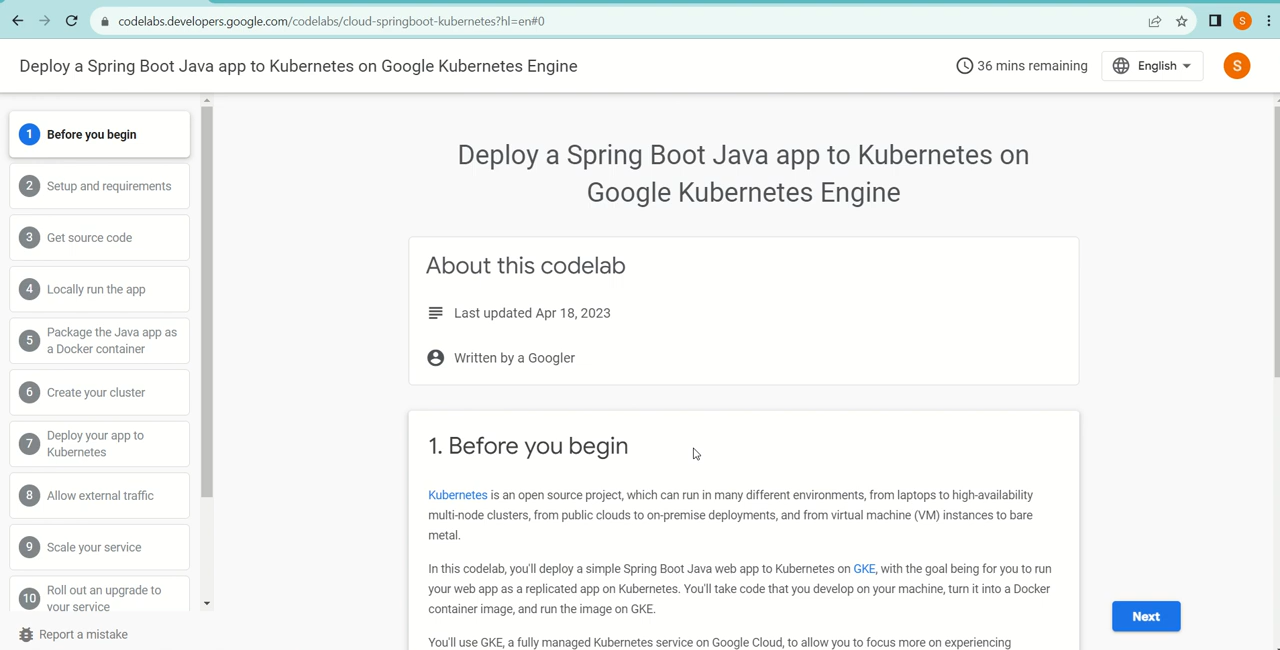 codelabs.developers.google.com/codelabs/cloud-springboot-kubernetes?hl=en#0
S
Deploy a Spring Boot Java app to Kubernetes on Google Kubernetes Engine
36 mins remaining
English
S
1 Before you begin
2 Setup and requirements
3 Get source code
4 Locally run the app
5 Package the Java app as
a Docker container
6 Create your cluster
7 Deploy your app to
Kubernetes
8 Allow external traffic
9 Scale your service
10 Roll out an upgrade to
your service
Report a mistake
Deploy a Spring Boot Java app to Kubernetes on
Google Kubernetes Engine
About this codelab
Last updated Apr 18, 2023
Written by a Googler
1. Before you begin
Kubernetes is an open source project, which can run in many different environments, from laptops to high-availability
multi-node clusters, from public clouds to on-premise deployments, and from virtual machine (VM) instances to bare
metal.
In this codelab, you'll deploy a simple Spring Boot Java web app to Kubernetes on GKE, with the goal being for you to run
your web app as a replicated app on Kubernetes. You'll take code that you develop on your machine, turn it into a Docker
container image, and run the image on GKE.
You'll use GKE, a fully managed Kubernetes service on Google Cloud, to allow you to focus more on experiencing
Next